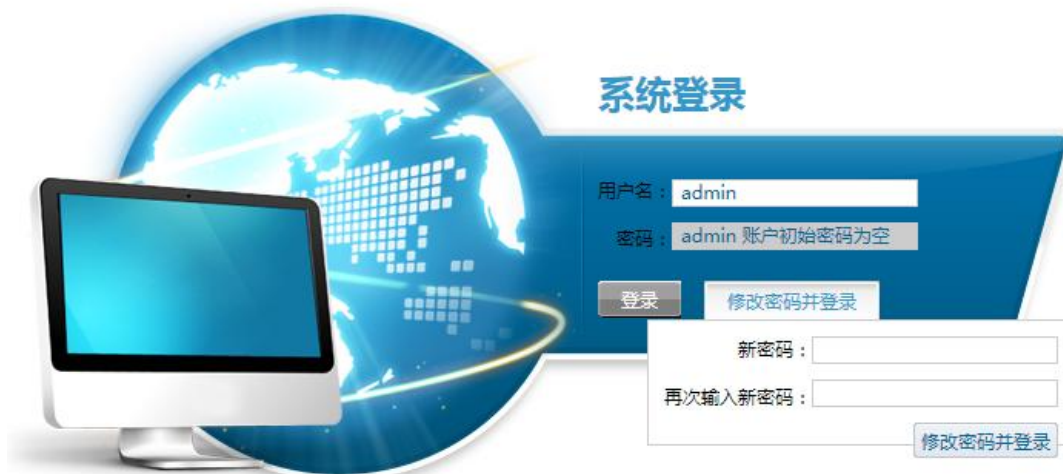 系统登录
用户名： admin
密码： admin 账户初始密码为空
登录 修改密码并登录
新密码：
再次输入新密码：
修改密码并登录